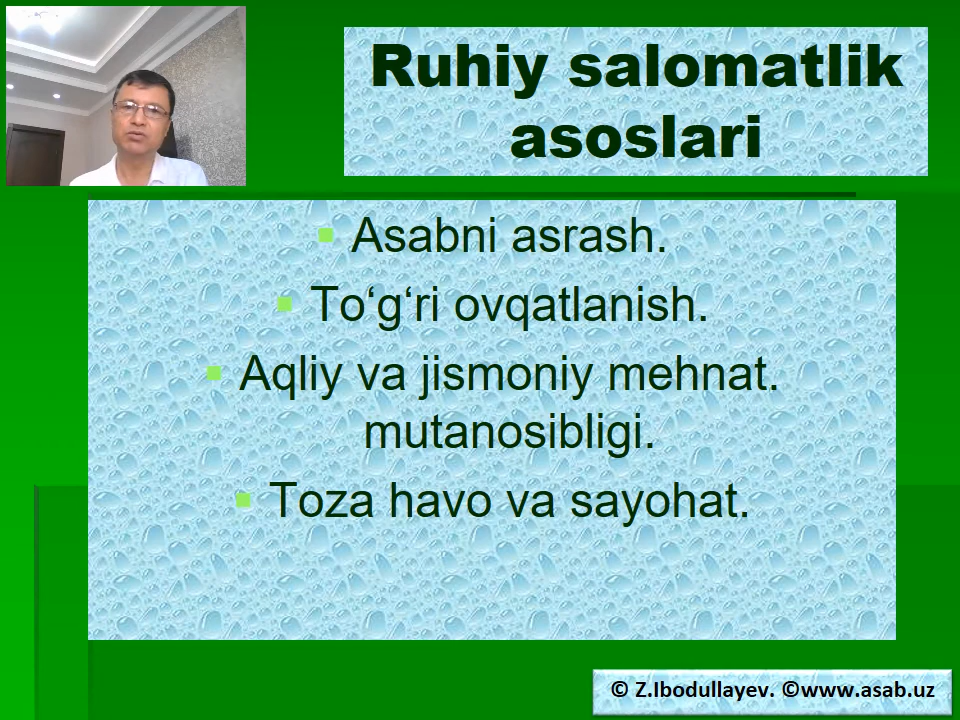 Ruhiy salomatlik
asoslari
Asabni asrash.
To‘g‘ri ovqatlanish.
Aqliy va jismoniy mehnat.
mutanosibligi.
Toza havo va sayohat.
© Z.Ibodullayev. ©www.asab.uz